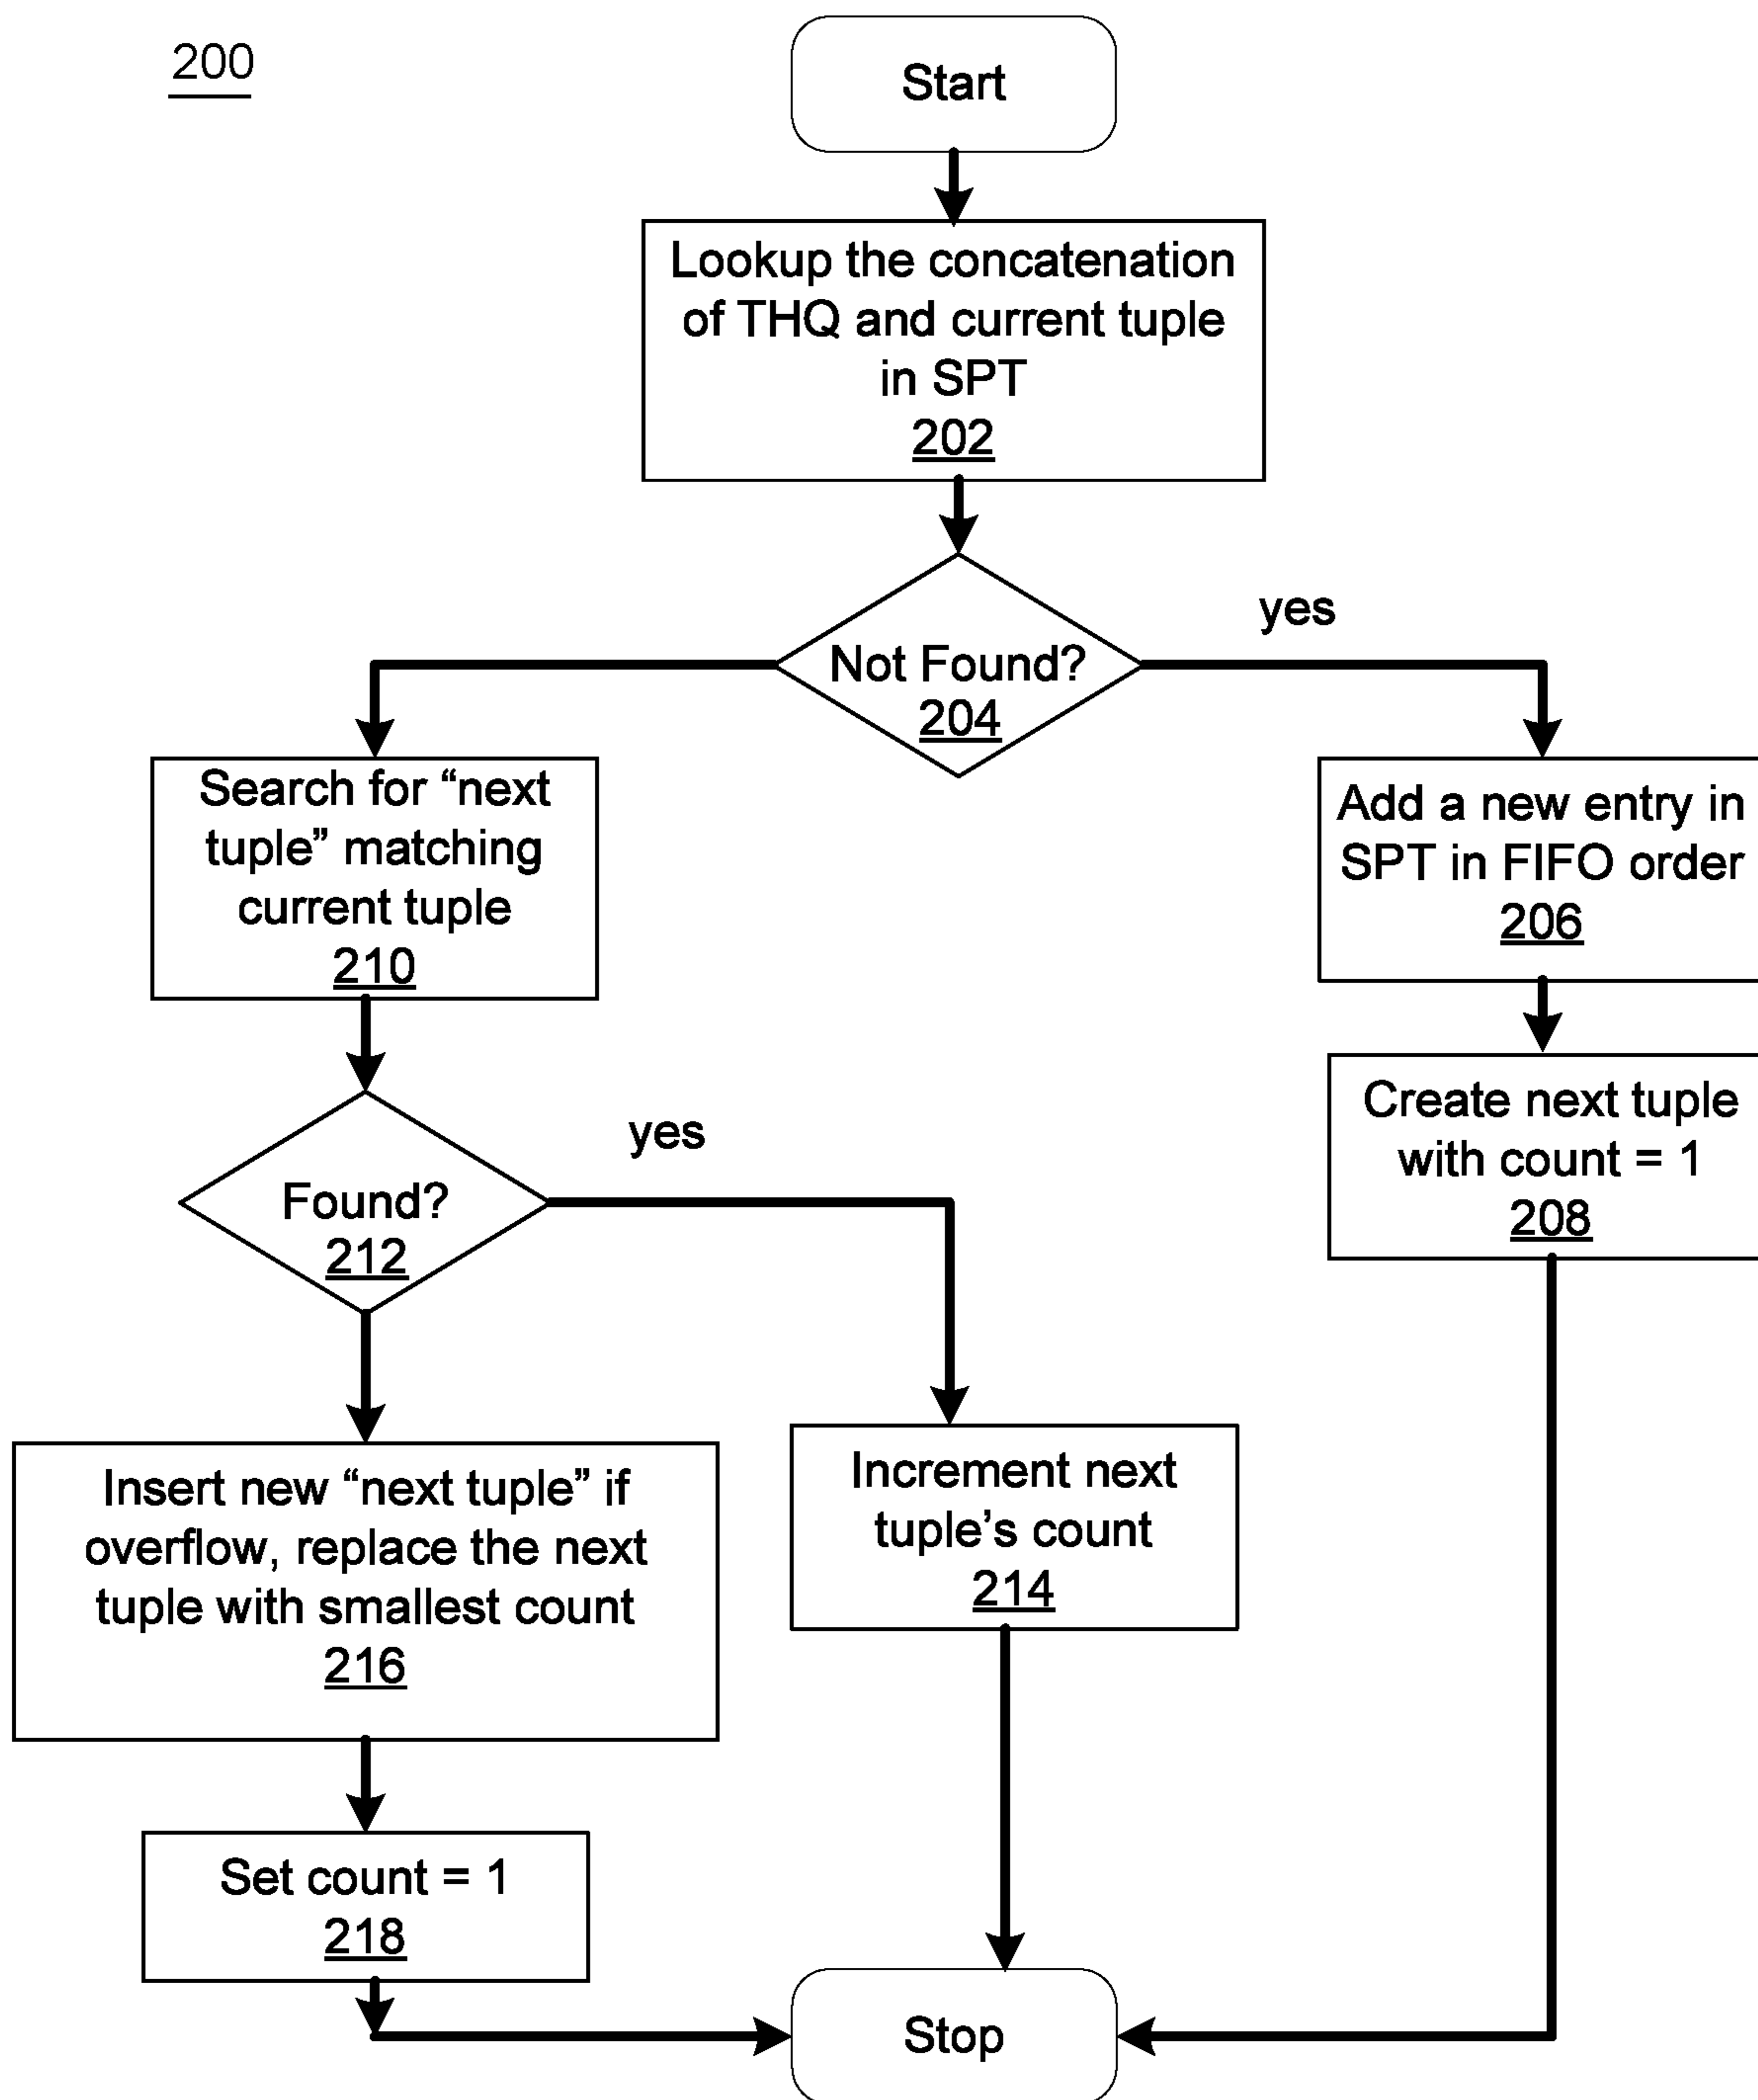 200
Start
Lookup the concatenation
of THQ and current tuple
in SPT
202
Not Found?
204
yes
Search for “next
tuple” matching
current tuple
210
Add a new entry in
SPT in FIFO order
206
Create next tuple
with count = 1
208
Found?
212
yes
Insert new “next tuple” if
overflow, replace the next
tuple with smallest count
216
Increment next
tuple’s count
214
Set count = 1
218
Stop